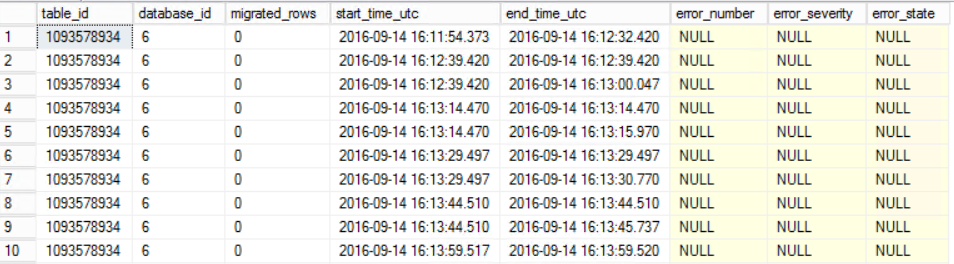 table_id database_id migrated_rows start_time_utc end_time_utc error_number error_severity error_state
1 1093578934 6 0 2016-09-14 16:11:54.373 2016-09-14 16:12:32.420 NULL NULL NULL
2 1093578934 6 0 2016-09-14 16:12:39.420 2016-09-14 16:12:39.420 NULL NULL NULL
3 1093578934 6 0 2016-09-14 16:12:39.420 2016-09-14 16:13:00.047 NULL NULL NULL
4 1093578934 6 0 2016-09-14 16:13:14.470 2016-09-14 16:13:14.470 NULL NULL NULL
5 1093578934 6 0 2016-09-14 16:13:14.470 2016-09-14 16:13:15.970 NULL NULL NULL
6 1093578934 6 0 2016-09-14 16:13:29.497 2016-09-14 16:13:29.497 NULL NULL NULL
7 1093578934 6 0 2016-09-14 16:13:29.497 2016-09-14 16:13:30.770 NULL NULL NULL
8 1093578934 6 0 2016-09-14 16:13:44.510 2016-09-14 16:13:44.510 NULL NULL NULL
9 1093578934 6 0 2016-09-14 16:13:44.510 2016-09-14 16:13:45.737 NULL NULL NULL
10 1093578934 6 0 2016-09-14 16:13:59.517 2016-09-14 16:13:59.520 NULL NULL NULL